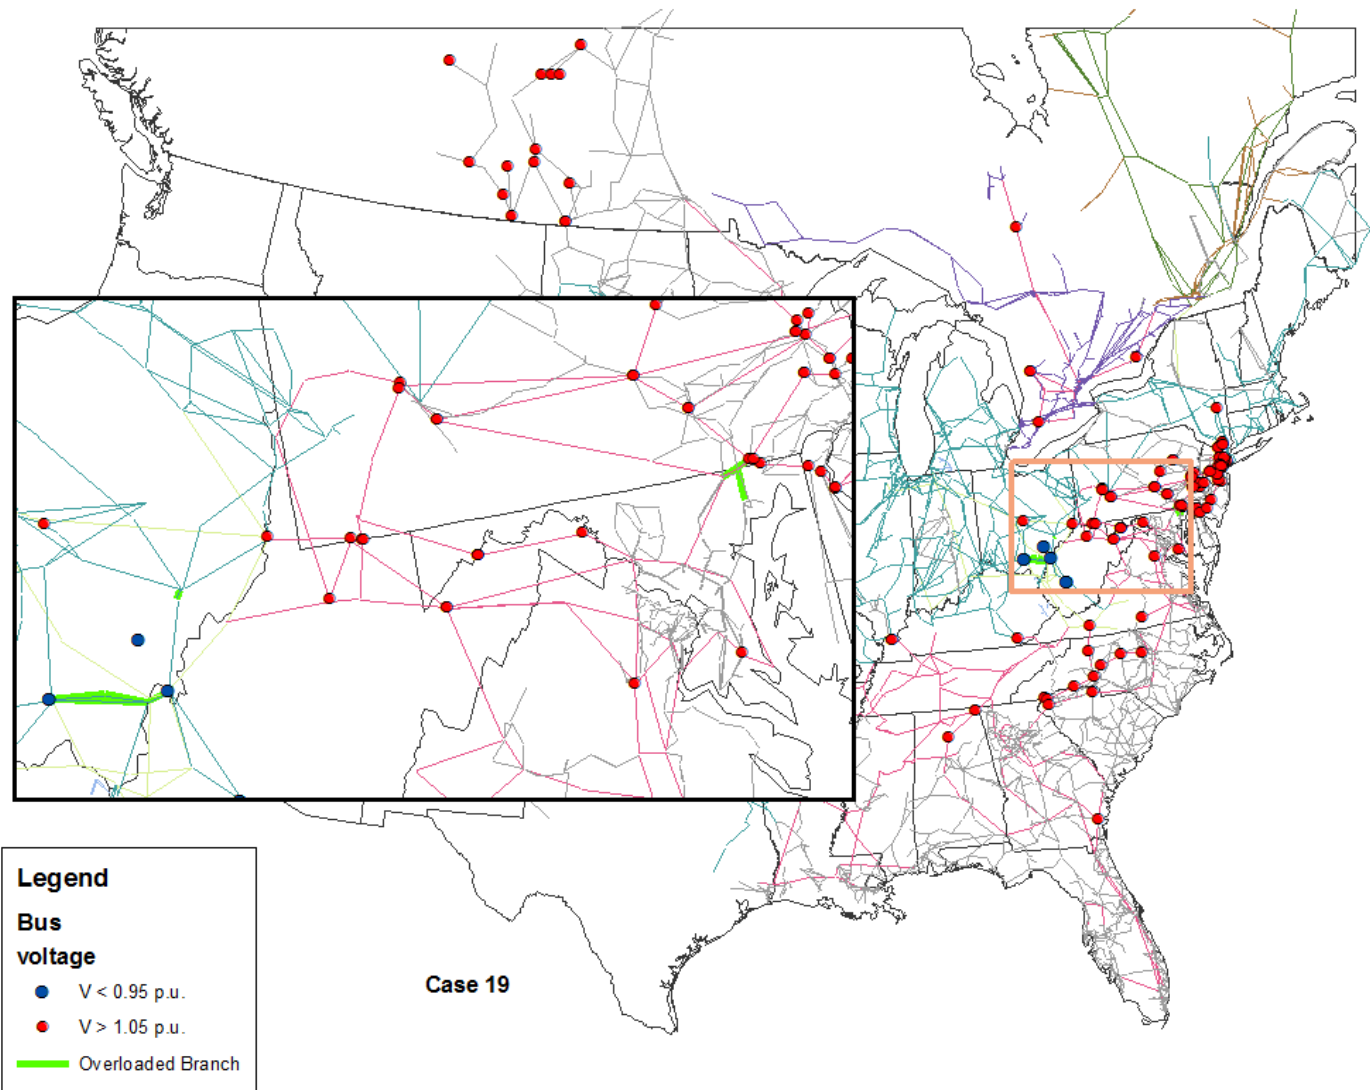 Case 19
Legend
Bus
voltage
V < 0.95 p.u.
V > 1.05 p.u.
Overloaded Branch